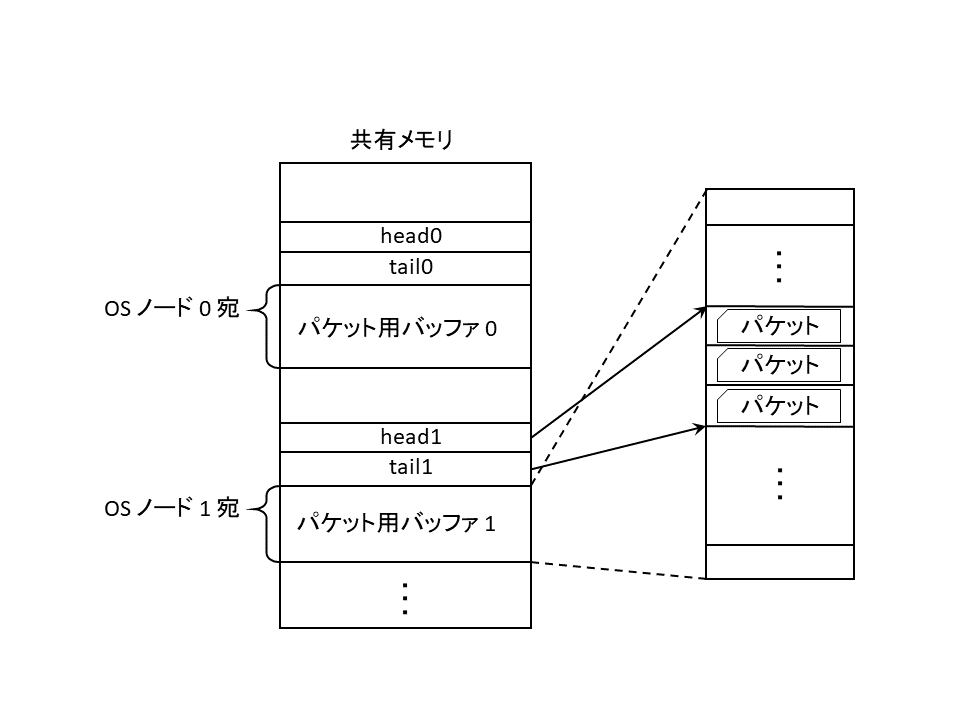 共有メモリ
head0
tail0
OS ノード 0 宛
パケット用バッファ 0
head1
tail1
OS ノード 1 宛
パケット用バッファ 1
⋮
⋮
パケット
パケット
パケット
⋮